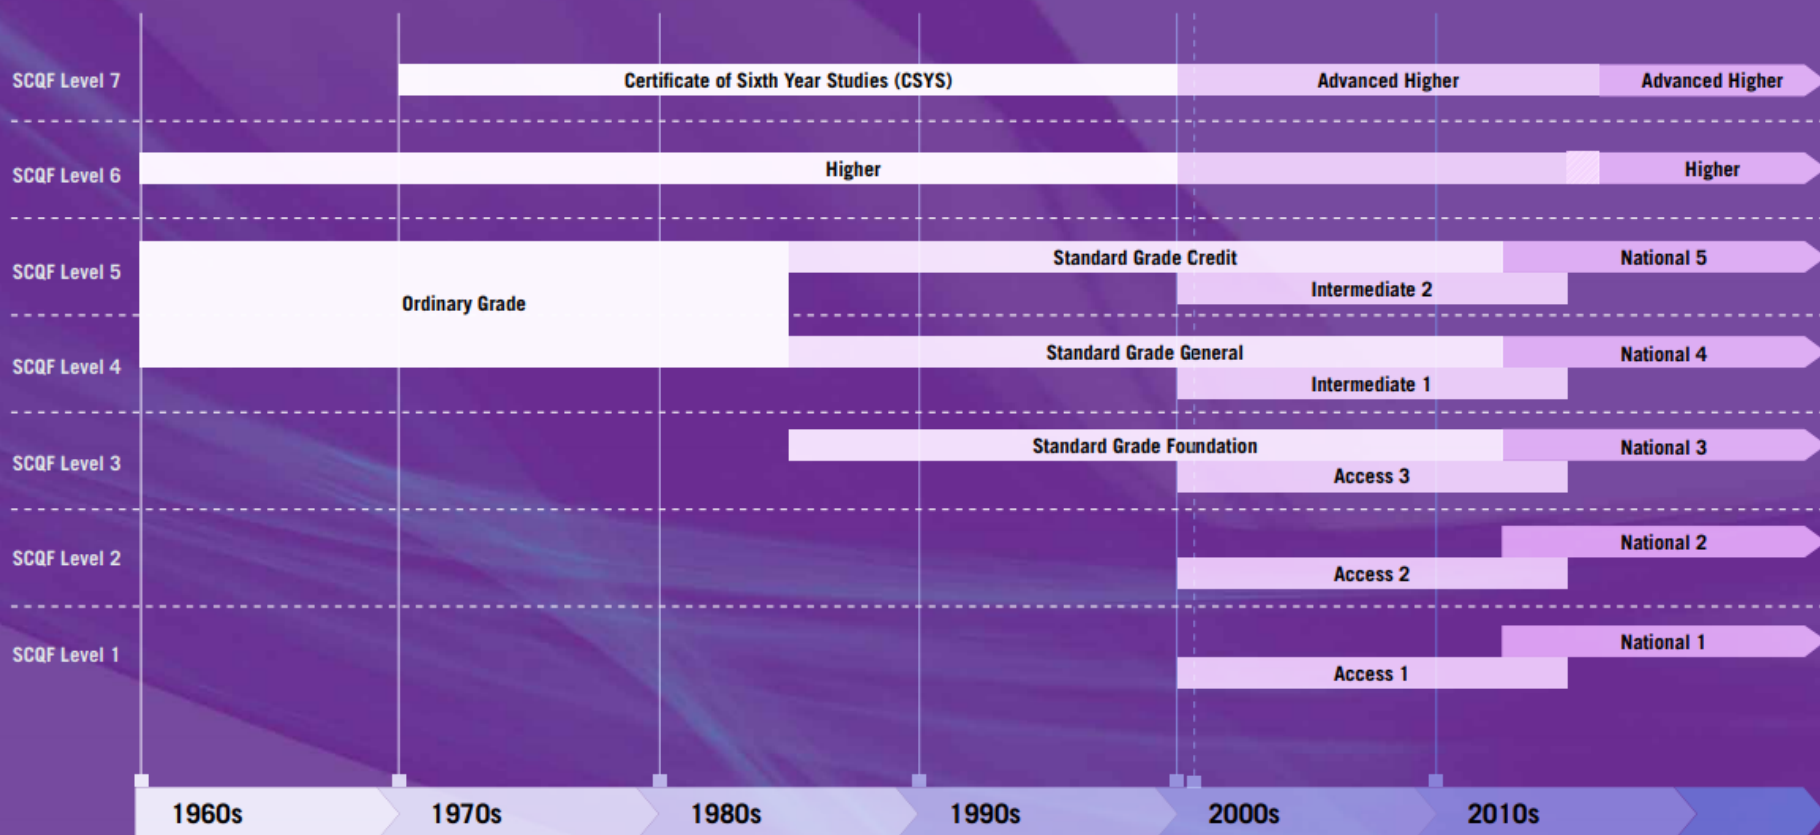 SCQF Level 7
Certificate of Sixth Year Studies (CSYS)
Advanced Higher
Advanced Higher
SCQF Level 6
Higher
Higher
SCQF Level 5
Standard Grade Credit
National 5
Intermediate 2
Ordinary Grade
SCQF Level 4
Standard Grade General
National 4
Intermediate 1
SCQF Level 3
Standard Grade Foundation
National 3
Access 3
SCQF Level 2
National 2
Access 2
SCQF Level 1
National 1
Access 1
1960s
1970s
1980s
1990s
2000s
2010s